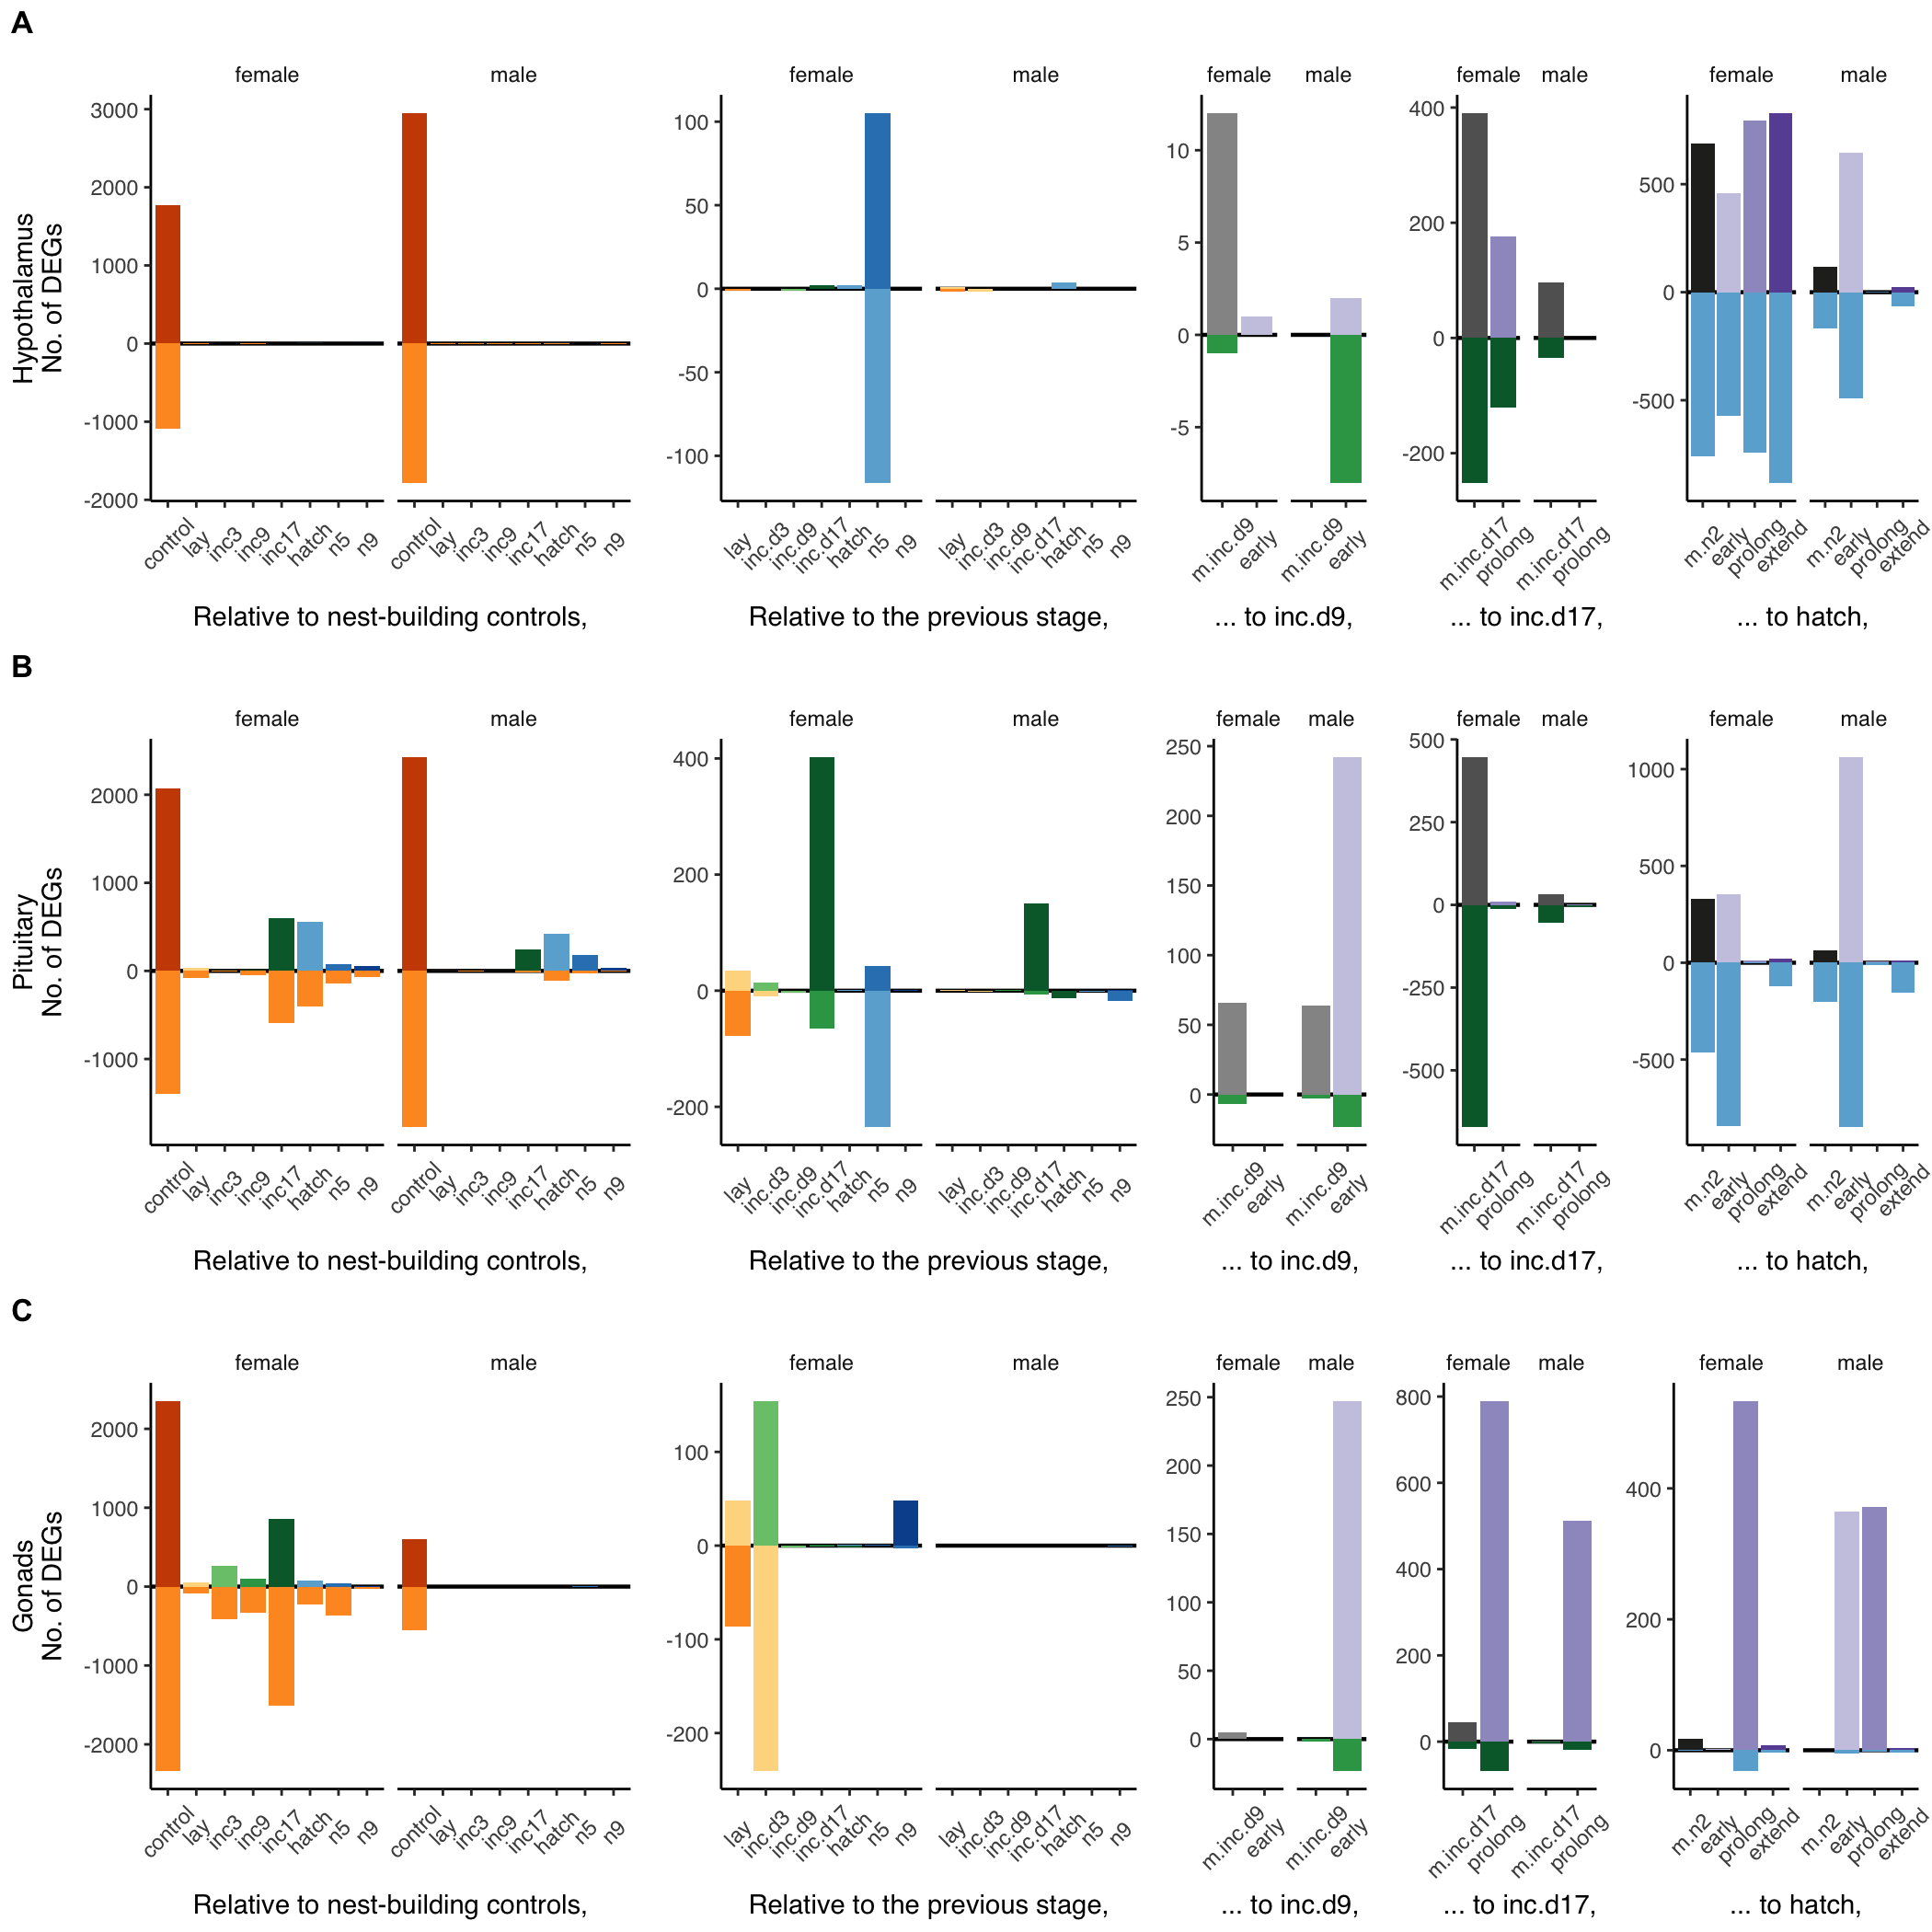 A
female male female male female male female male female male
Hypothalamus
No. of DEGs
3000
2000
1000
0
-1000
-2000
100
50
0
-50
-100
10
5
0
-5
400
200
0
-200
500
0
-500
control lay inc3 inc9 inc17 hatch n5 n9 control lay inc3 inc9 inc17 hatch n5 n9
lay inc.d3 inc.d9 inc.d17 hatch n5 n9 lay inc.d3 inc.d9 inc.d17 hatch n5 n9
m.inc.d9 early m.inc.d9 early
m.inc.d17 prolong m.inc.d17 prolong
m.n2 early prolong extend m.n2 early prolong extend
Relative to nest-building controls, Relative to the previous stage, ... to inc.d9, ... to inc.d17, ... to hatch,
B
female male female male female male female male female male
Pituitary
No. of DEGs
2000
1000
0
-1000
400
200
0
-200
250
200
150
100
50
0
500
250
0
-250
-500
1000
500
0
-500
control lay inc3 inc9 inc17 hatch n5 n9 control lay inc3 inc9 inc17 hatch n5 n9
lay inc.d3 inc.d9 inc.d17 hatch n5 n9 lay inc.d3 inc.d9 inc.d17 hatch n5 n9
m.inc.d9 early m.inc.d9 early
m.inc.d17 prolong m.inc.d17 prolong
m.n2 early prolong extend m.n2 early prolong extend
Relative to nest-building controls, Relative to the previous stage, ... to inc.d9, ... to inc.d17, ... to hatch,
C
female male female male female male female male female male
Gonads
No. of DEGs
2000
1000
0
-1000
-2000
100
0
-100
-200
250
200
150
100
50
0
800
600
400
200
0
400
200
0
control lay inc3 inc9 inc17 hatch n5 n9 control lay inc3 inc9 inc17 hatch n5 n9
lay inc.d3 inc.d9 inc.d17 hatch n5 n9 lay inc.d3 inc.d9 inc.d17 hatch n5 n9
m.inc.d9 early m.inc.d9 early
m.inc.d17 prolong m.inc.d17 prolong
m.n2 early prolong extend m.n2 early prolong extend
Relative to nest-building controls, Relative to the previous stage, ... to inc.d9, ... to inc.d17, ... to hatch,